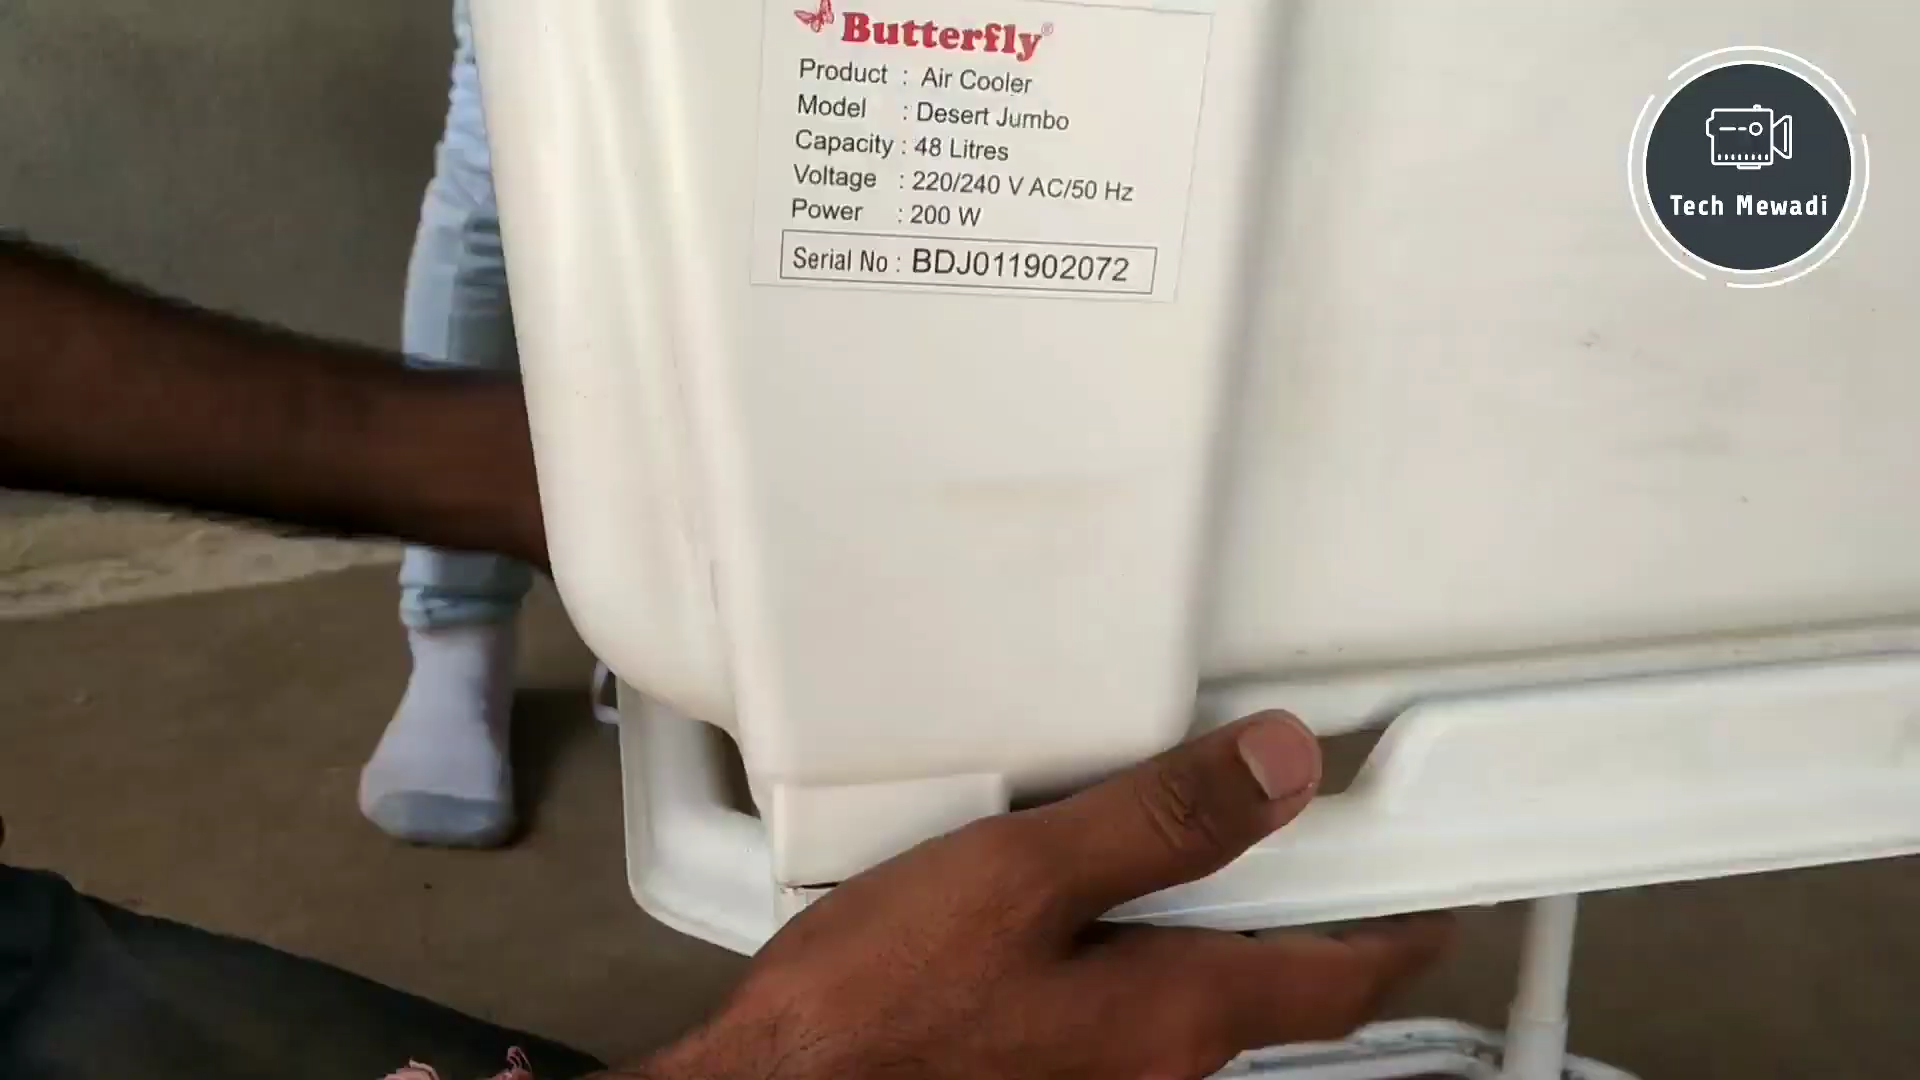 Butterfly®
Product : Air Cooler
Model : Desert Jumbo
Capacity : 48 Litres
Voltage : 220/240 V AC/50 Hz
Power : 200 W
Serial No : BDJ011902072
Tech Mewadi